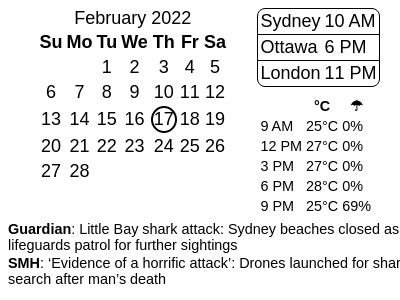 February 2022
Su Mo Tu We Th Fr Sa
1 2 3 4 5
6 7 8 9 10 11 12
13 14 15 16 17 18 19
20 21 22 23 24 25 26
27 28
Sydney 10 AM
Ottawa 6 PM
London 11 PM
°C ☂
9 AM 25°C 0%
12 PM 27°C 0%
3 PM 27°C 0%
6 PM 28°C 0%
9 PM 25°C 69%
Guardian: Little Bay shark attack: Sydney beaches closed as
lifeguards patrol for further sightings
SMH: ‘Evidence of a horrific attack’: Drones launched for shar
search after man’s death